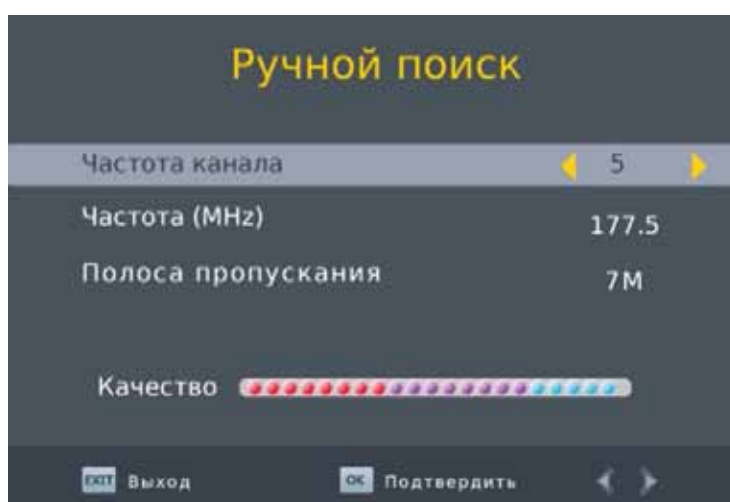 Ручной поиск
Частота канала 5
Частота (MHz) 177.5
Полоса пропускания 7M
Качество
EXIT Выход OK Подтвердить